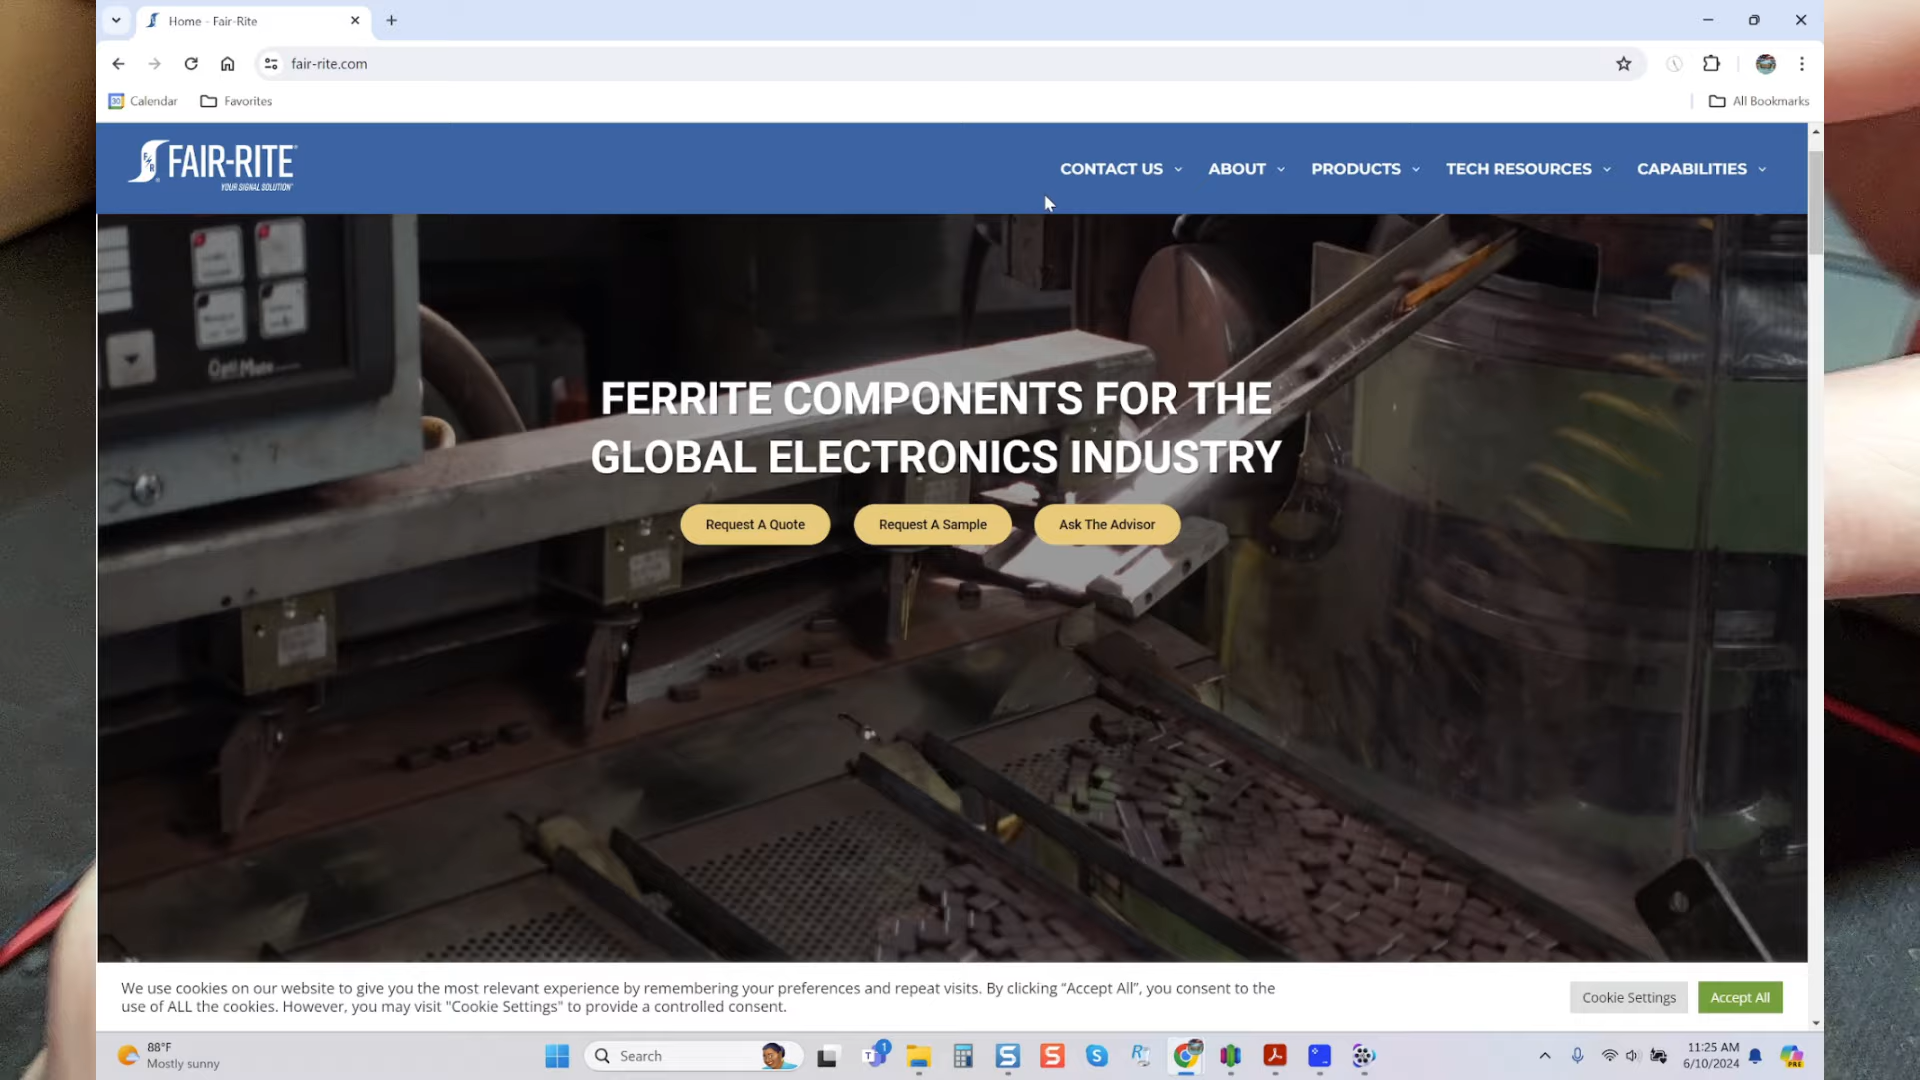 Home - Fair-Rite
fair-rite.com
Calendar
Favorites
All Bookmarks
FAIR-RITE
YOUR SIGNAL SOLUTION
CONTACT US
ABOUT
PRODUCTS
TECH RESOURCES
CAPABILITIES
FERRITE COMPONENTS FOR THE
GLOBAL ELECTRONICS INDUSTRY
Request A Quote
Request A Sample
Ask The Advisor
We use cookies on our website to give you the most relevant experience by remembering your preferences and repeat visits. By clicking “Accept All”, you consent to the
use of ALL the cookies. However, you may visit "Cookie Settings" to provide a controlled consent.
Cookie Settings
Accept All
88°F
Mostly sunny
Search
11:25 AM
6/10/2024